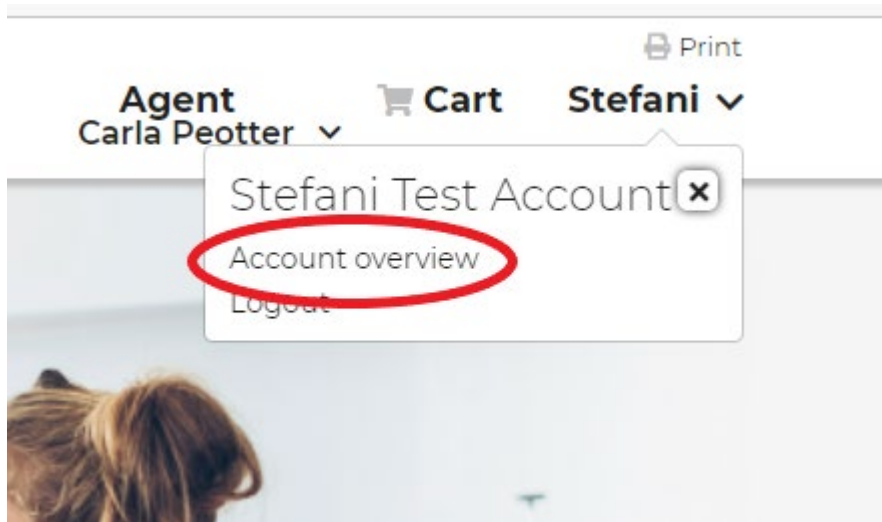 Print
Agent
Cart
Stefani
Carla Peotter
Stefani Test Account
Account overview
Logout